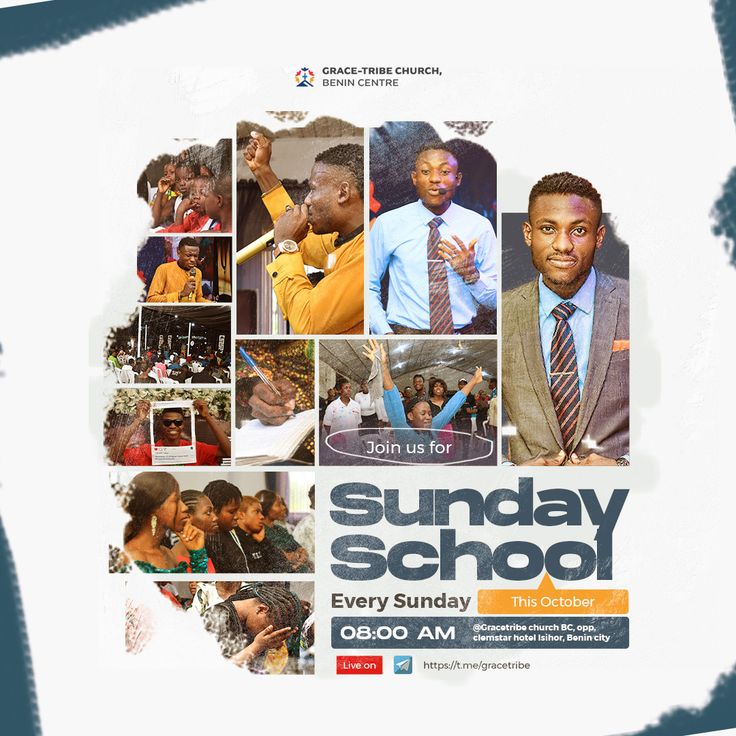 GRACE-TRIBE CHURCH,
BENIN CENTRE
Join us for
Sunday
School
Every Sunday
This October
08:00 AM
@Gracetribe church BC, opp,
clemstar hotel Isihor, Benin city
Live on
https://t.me/gracetribe